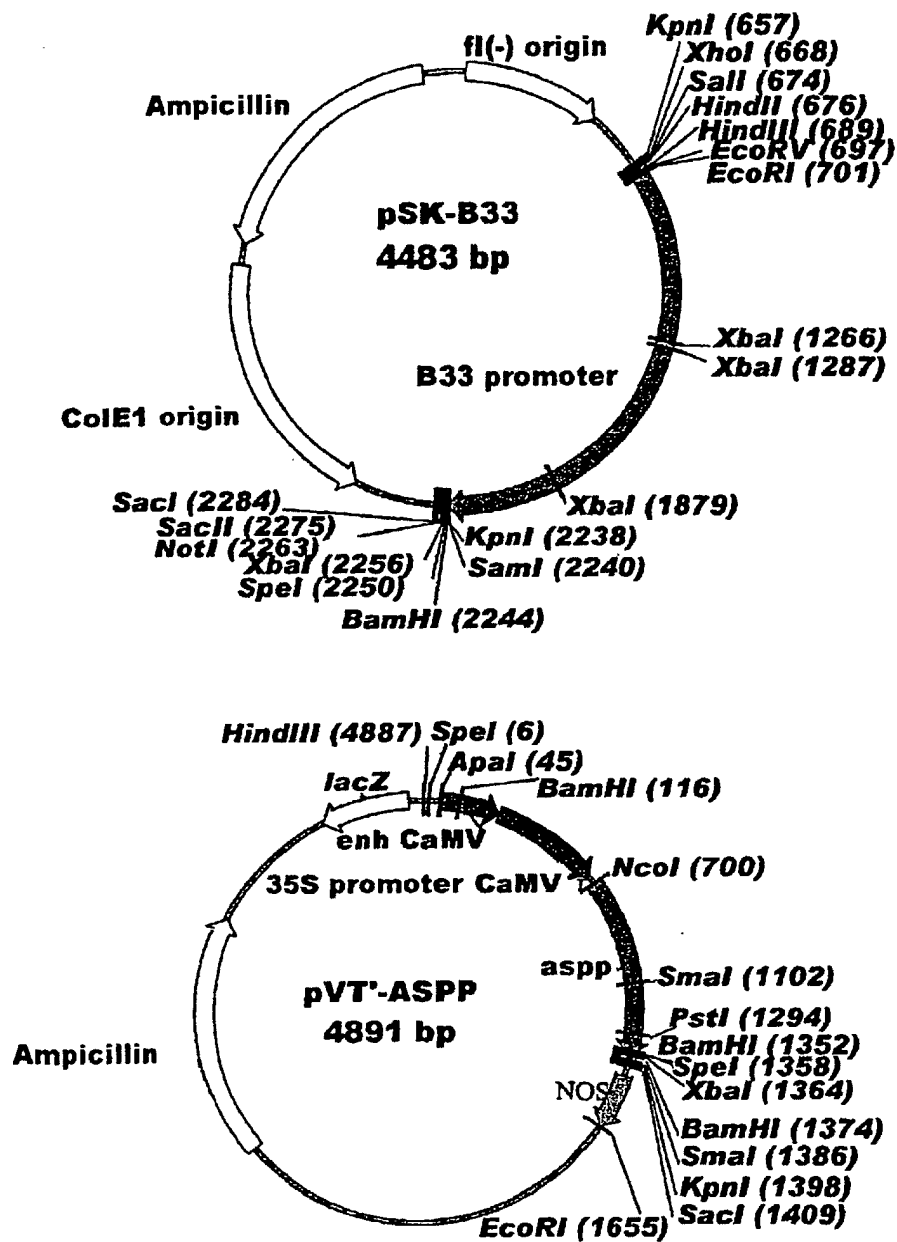 KpnI (657)
fI(-) origin
XhoI (668)
SalI (674)
Ampicillin
HindII (676)
HindIII (689)
EcoRV (697)
EcoRI (701)
pSK-B33
4483 bp
XbaI (1266)
XbaI (1287)
B33 promoter
ColE1 origin
SacI (2284)
XbaI (1879)
SacII (2275)
KpnI (2238)
NotI (2263)
XbaI (2256)
SamI (2240)
SpeI (2250)
BamHI (2244)
HindIII (4887)
SpeI (6)
ApaI (45)
lacZ
BamHI (116)
enh CaMV
NcoI (700)
35S promoter CaMV
aspp
SmaI (1102)
pVT'-ASPP
4891 bp
PstI (1294)
BamHI (1352)
Ampicillin
SpeI (1358)
XbaI (1364)
NOS
BamHI (1374)
SmaI (1386)
KpnI (1398)
SacI (1409)
EcoRI (1655)